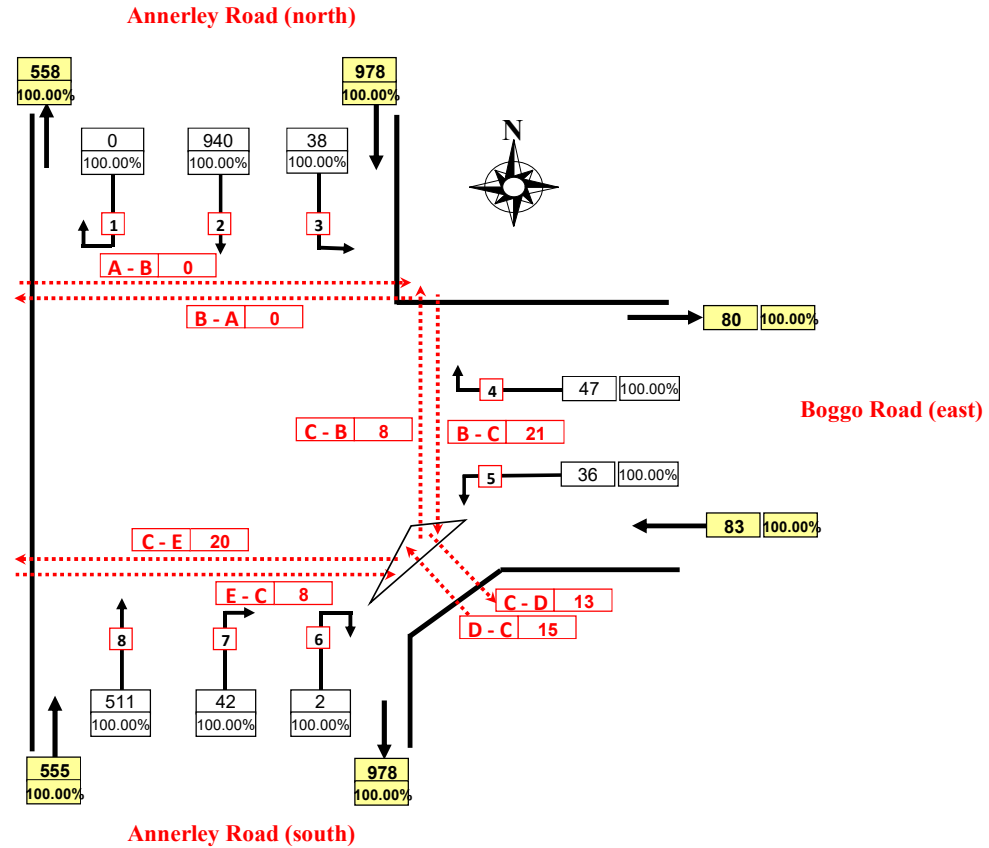 Annerley Road (north)
558
100.00%
978
100.00%
0
100.00%
940
100.00%
38
100.00%
N
1
2
3
A - B 0
B - A 0
80 100.00%
4 47 100.00%
Boggo Road (east)
C - B 8
B - C 21
5 36 100.00%
83 100.00%
C - E 20
E - C 8
C - D 13
D - C 15
8
7
6
511
100.00%
42
100.00%
2
100.00%
555
100.00%
978
100.00%
Annerley Road (south)